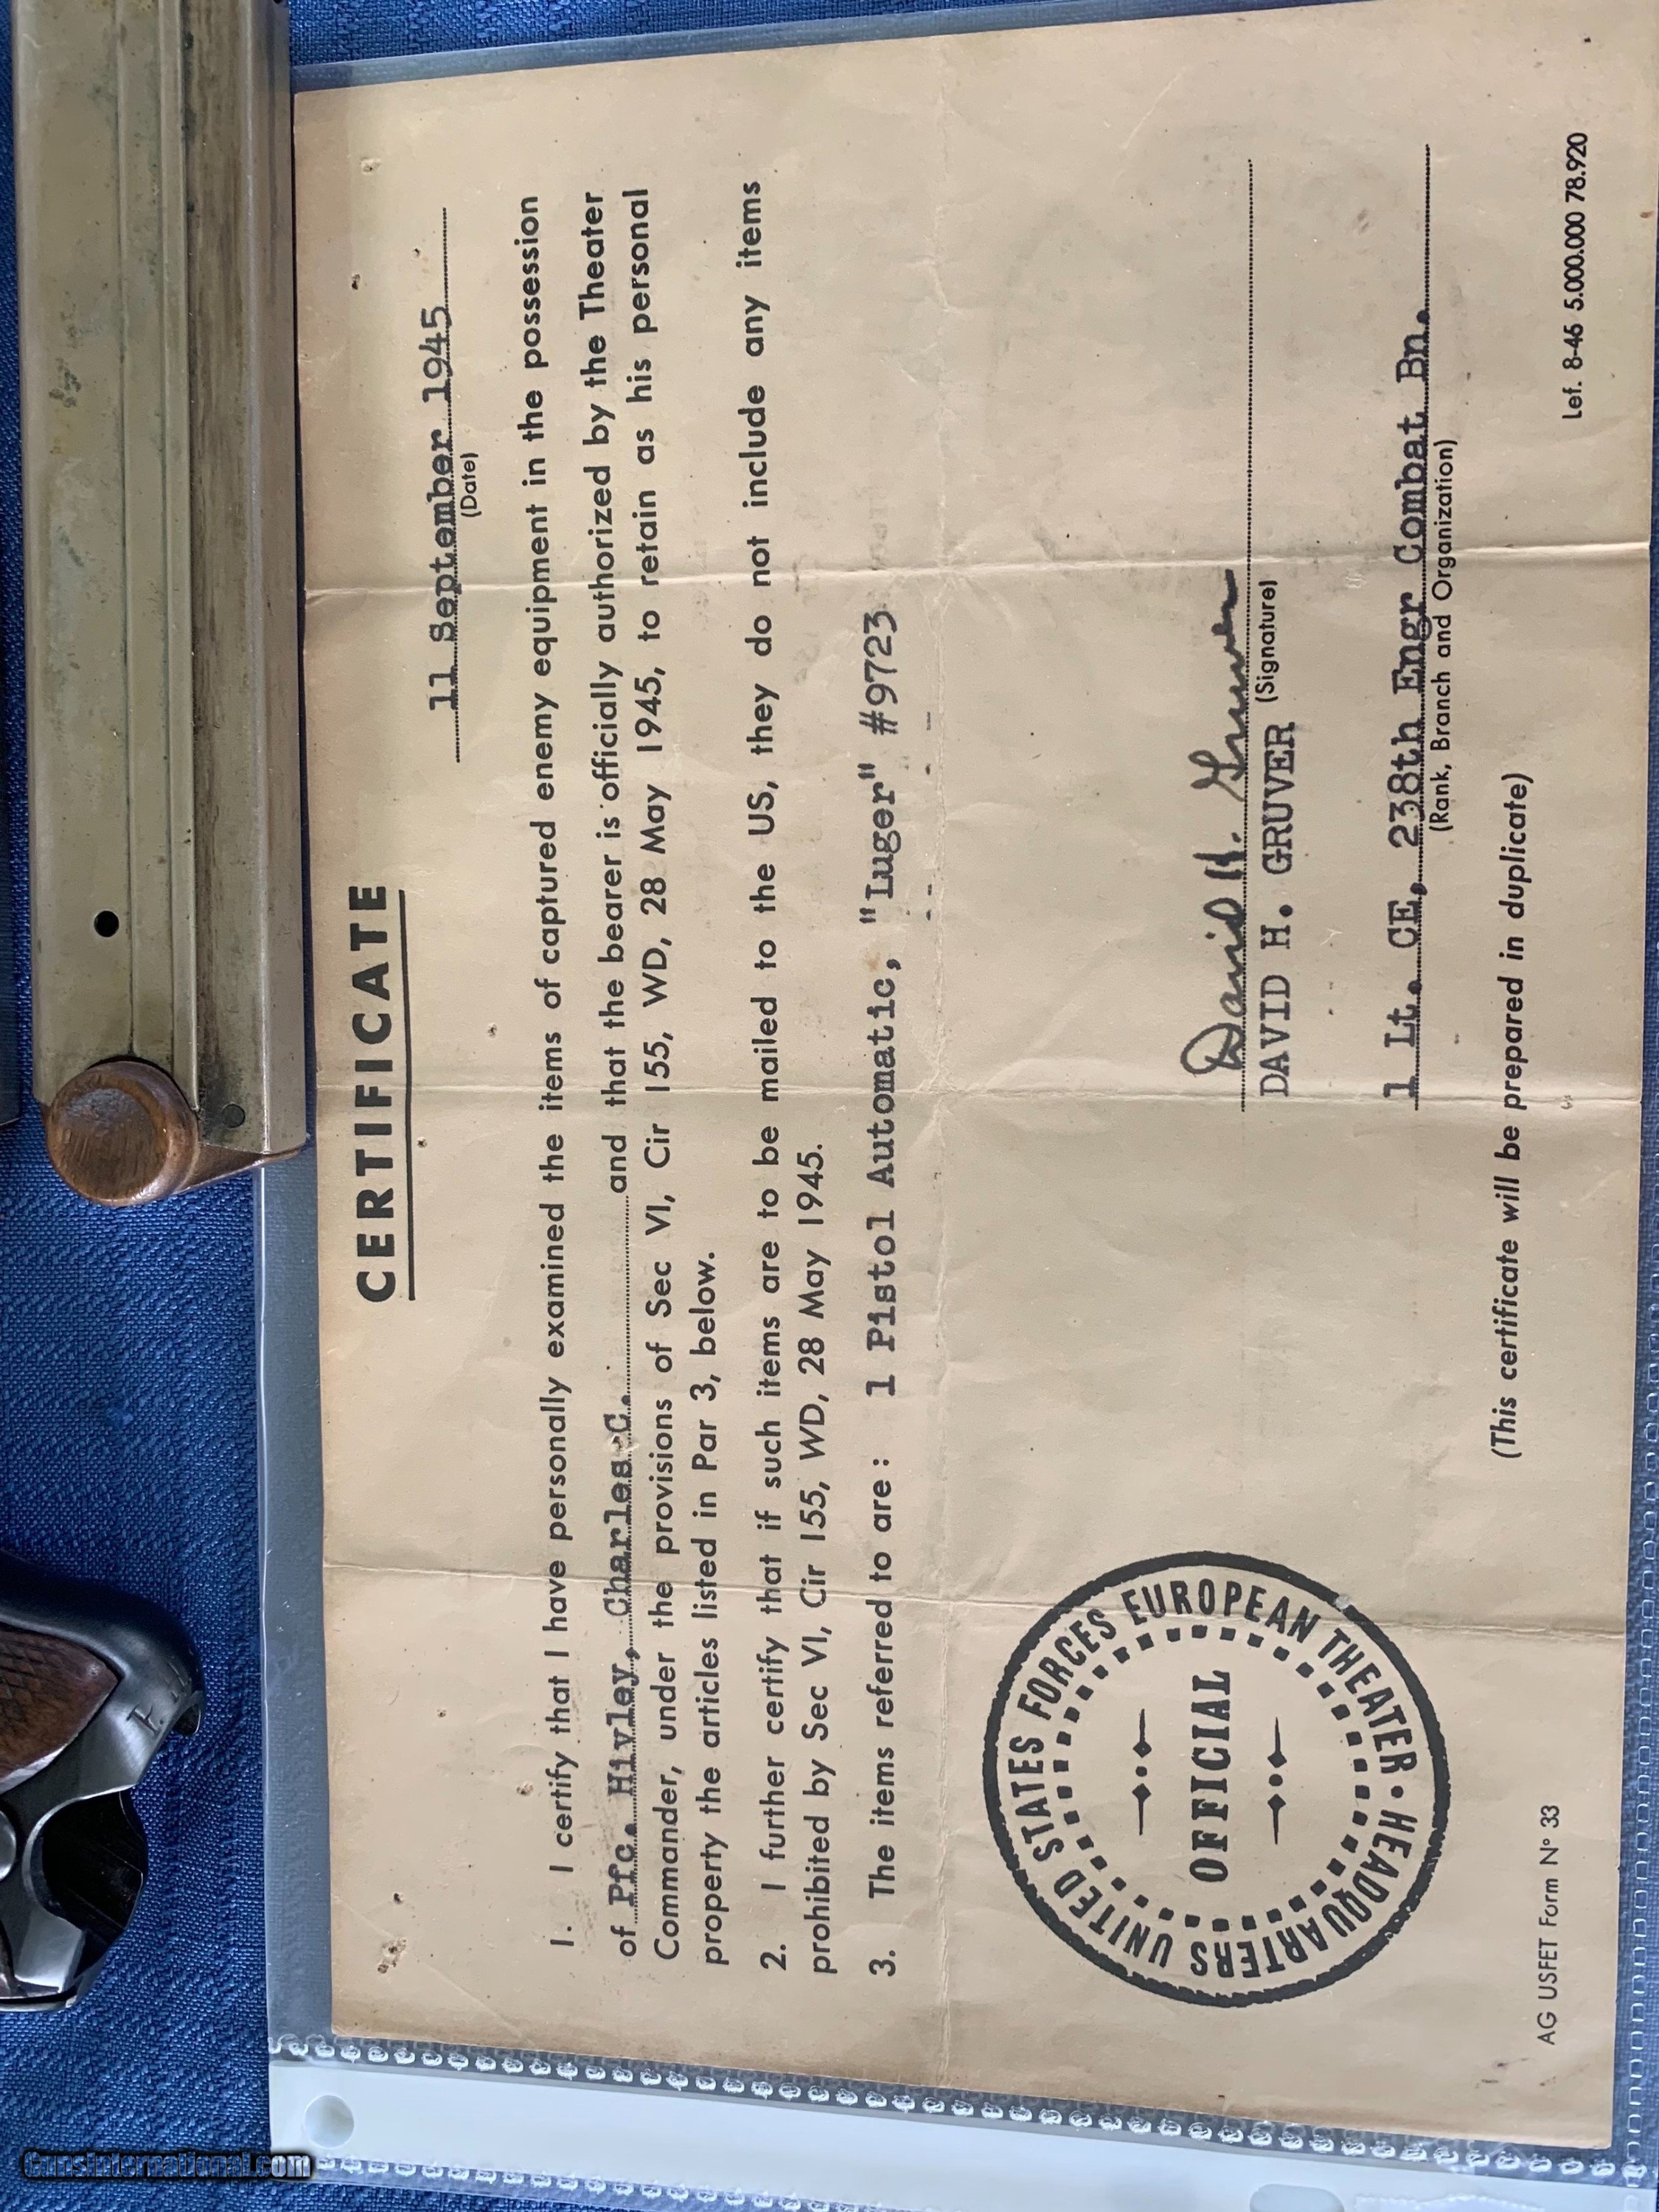 CERTIFICATE
11 September 1945
(Date)
1. I certify that I have personally examined the items of captured enemy equipment in the possession
of Pfc. Hivley, Charles C. and that the bearer is officially authorized by the Theater
Commander, under the provisions of Sec VI, Cir 155, WD, 28 May 1945, to retain as his personal
property the articles listed in Par 3, below.
2. I further certify that if such items are to be mailed to the US, they do not include any items
prohibited by Sec VI, Cir 155, WD, 28 May 1945.
3. The items referred to are : 1 Pistol Automatic, "Luger" #9723
HEADQUARTERS UNITED STATES FORCES EUROPEAN THEATER •
OFFICIAL
David H. Gruver
DAVID H. GRUVER (Signature)
1 Lt. CE, 238th Engr Combat Bn.
(Rank, Branch and Organization)
(This certificate will be prepared in duplicate)
AG USFET Form N° 33
Lef. 8-46 5.000.000 78.920
GunsInternational.com